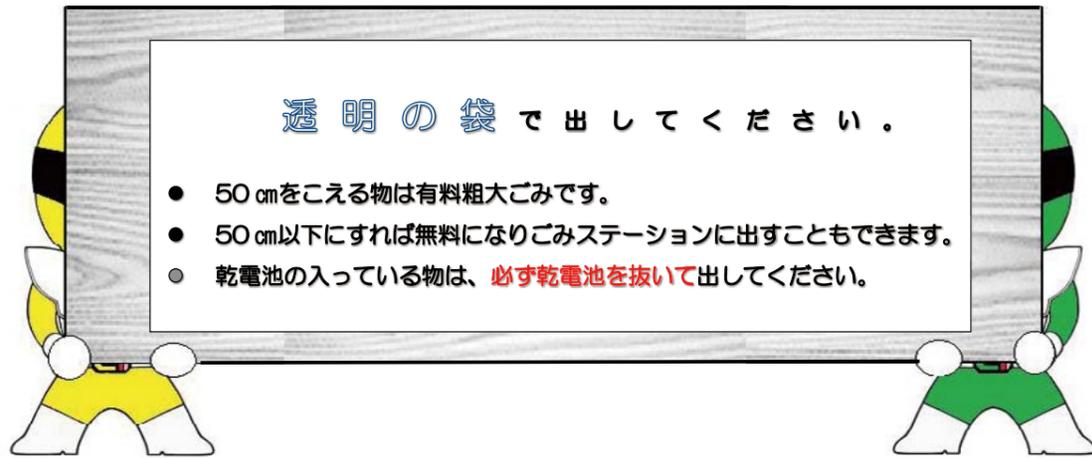 透明の袋で出してください。
● 50㎝をこえる物は有料粗大ごみです。
● 50㎝以下にすれば無料になりごみステーションに出すこともできます。
● 乾電池の入っている物は、必ず乾電池を抜いて出してください。